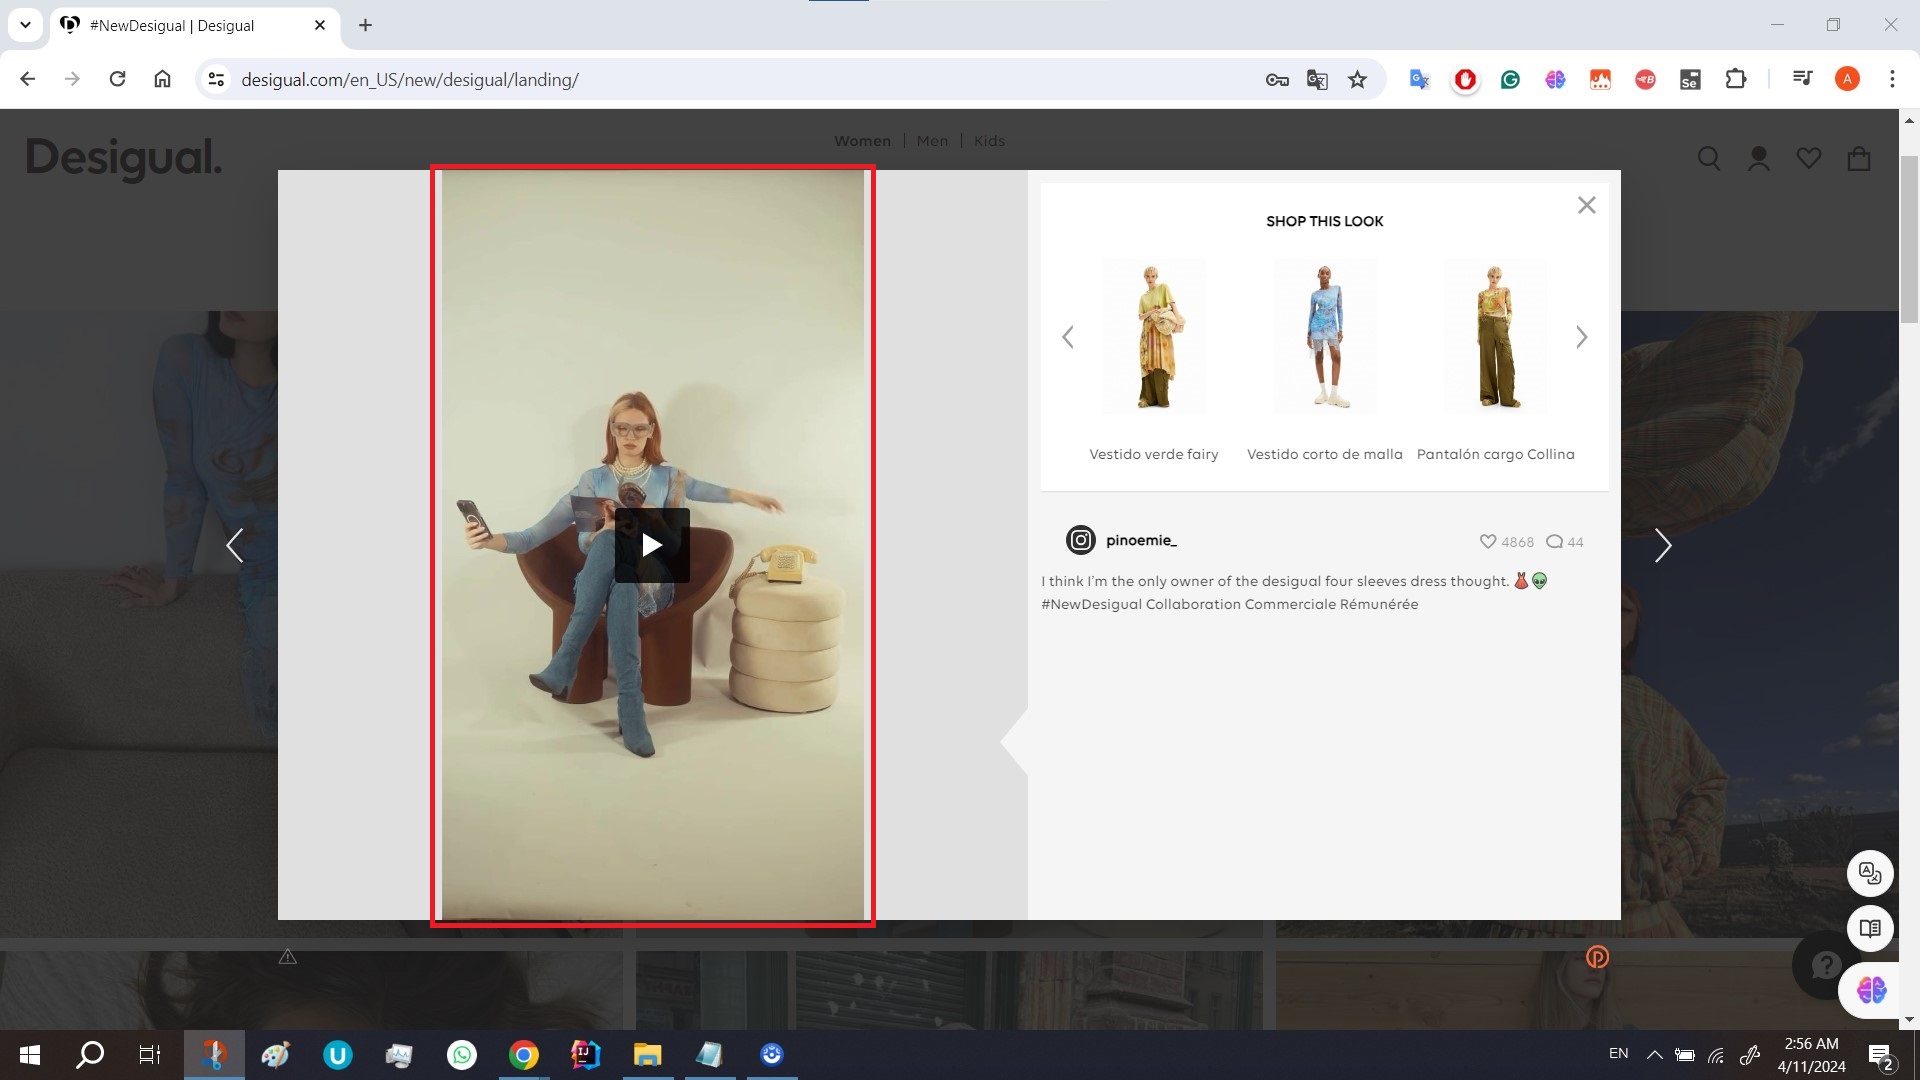 #NewDesigual | Desigual
desigual.com/en_US/new/desigual/landing/
A
Se
Desigual.
Women | Men | Kids
SHOP THIS LOOK
Vestido verde fairy
Vestido corto de malla
Pantalón cargo Collina
pinoemie_
4868
44
I think I'm the only owner of the desigual four sleeves dress thought. 👗👽
#NewDesigual Collaboration Commerciale Rémunérée
EN
2:56 AM
4/11/2024
2